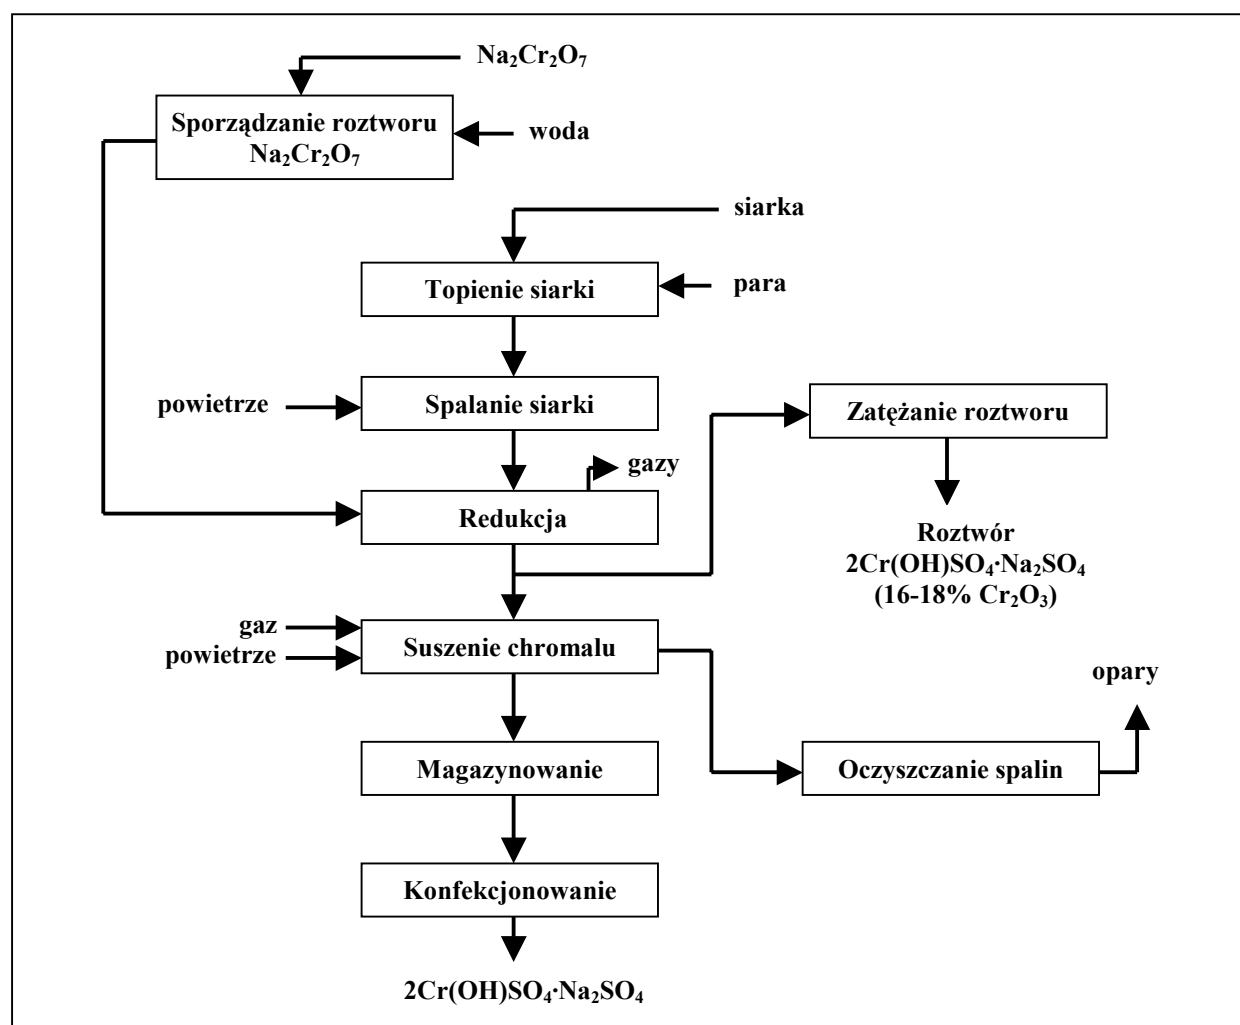 Na₂Cr₂O₇
Sporządzanie roztworu
Na₂Cr₂O₇
woda
siarka
Topienie siarki
para
powietrze
Spalanie siarki
Zatężanie roztworu
gazy
Redukcja
Roztwór
2Cr(OH)SO₄·Na₂SO₄
(16-18% Cr₂O₃)
gaz
powietrze
Suszenie chromalu
opary
Magazynowanie
Oczyszczanie spalin
Konfekcjonowanie
2Cr(OH)SO₄·Na₂SO₄